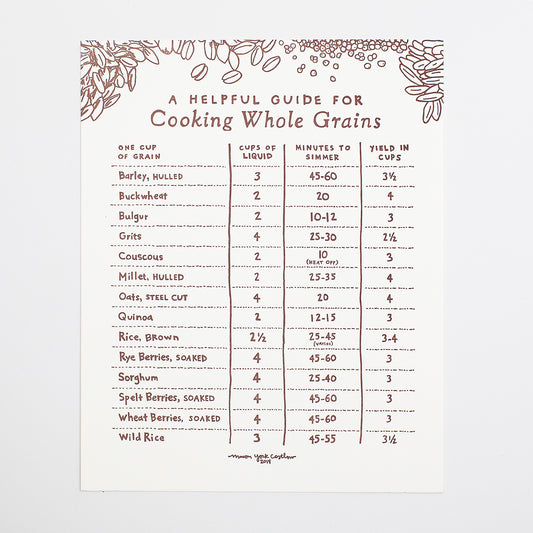 A HELPFUL GUIDE FOR
Cooking Whole Grains
ONE CUP OF GRAIN CUPS OF LIQUID MINUTES TO SIMMER YIELD IN CUPS
Barley, HULLED 3 45-60 3½
Buckwheat 2 20 4
Bulgur 2 10-12 3
Grits 4 25-30 2½
Couscous 2 10 (HEAT OFF) 3
Millet, HULLED 2 25-35 4
Oats, STEEL CUT 4 20 4
Quinoa 2 12-15 3
Rice, BROWN 2½ 25-45 (VARIES) 3-4
Rye Berries, SOAKED 4 45-60 3
Sorghum 4 25-40 3
Spelt Berries, SOAKED 4 45-60 3
Wheat Berries, SOAKED 4 45-60 3
Wild Rice 3 45-55 3½
York
2019